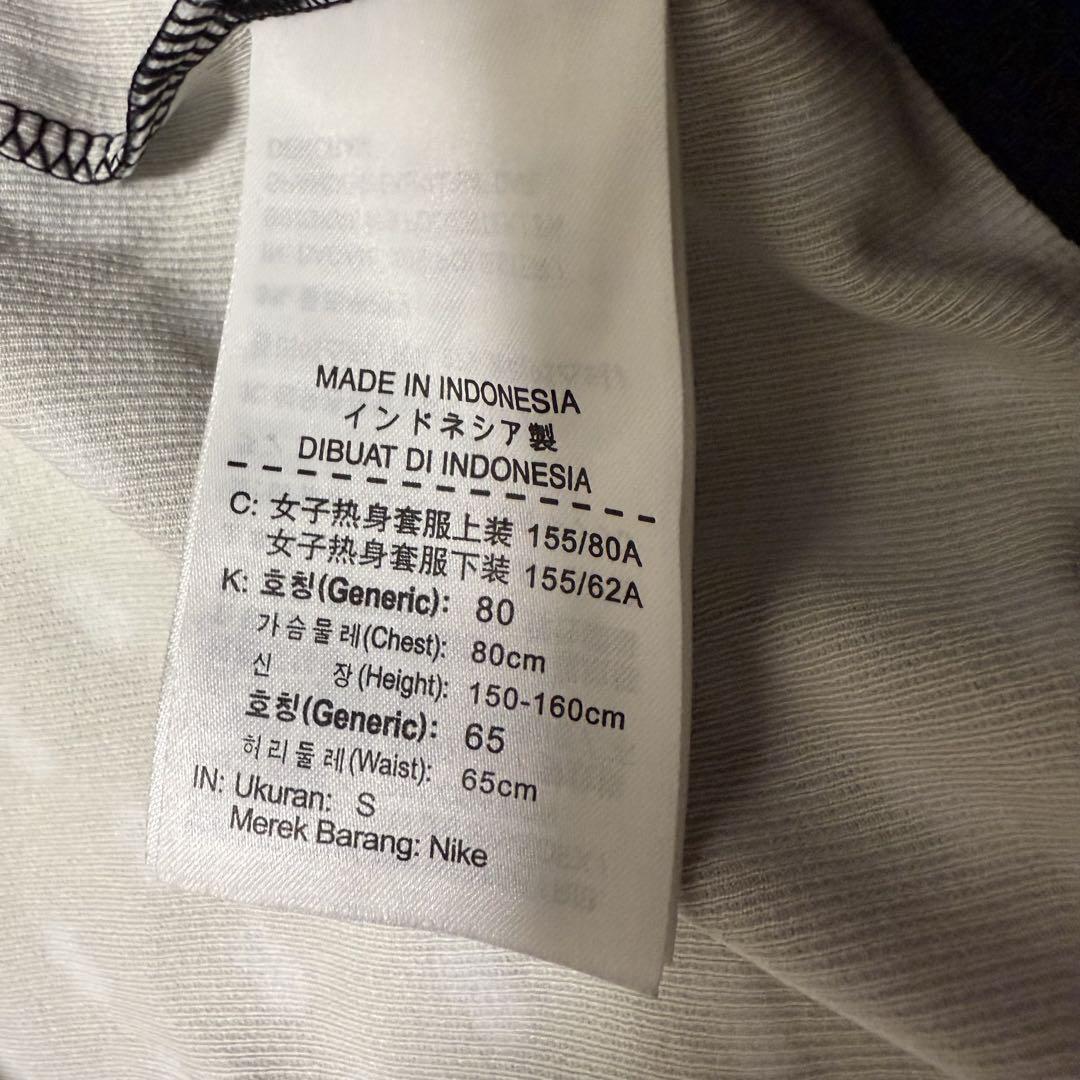 MADE IN INDONESIA
インドネシア製
DIBUAT DI INDONESIA
C: 女子热身套服上装 155/80A
女子热身套服下装 155/62A
K: 호칭(Generic): 80
가슴물레(Chest): 80cm
신 장(Height): 150-160cm
호칭(Generic): 65
허리둘레(Waist): 65cm
IN: Ukuran: S
Merek Barang: Nike